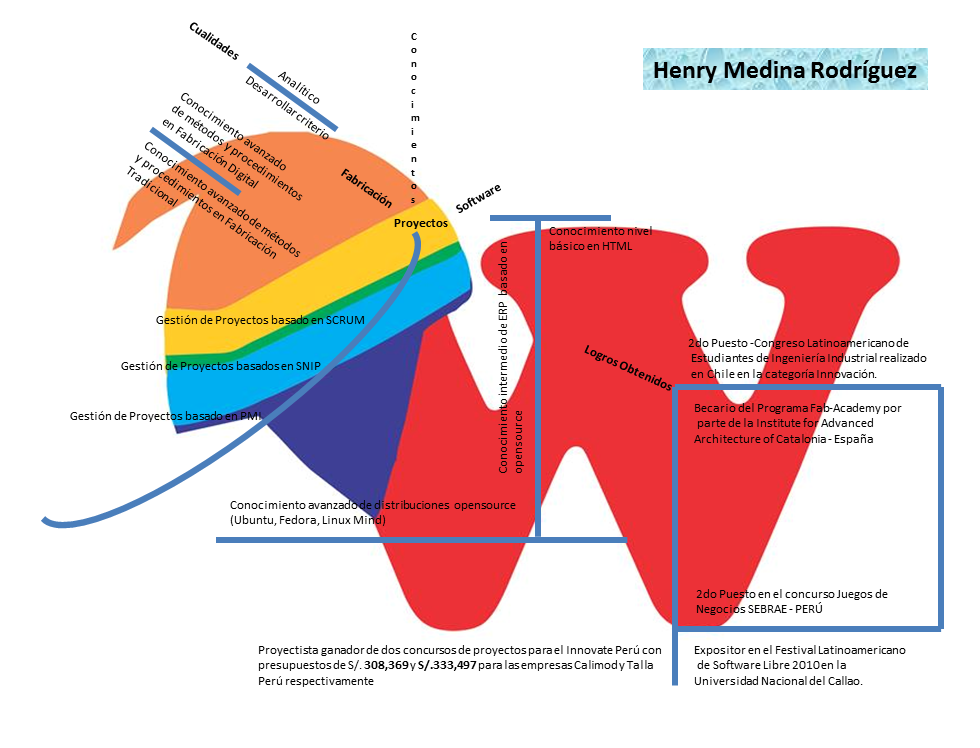 Henry Medina Rodríguez
Cualidades
Analítico
Desarrollar criterio
Conocimientos
Fabricación
Conocimiento avanzado
de métodos y procedimientos
en Fabricación Digital
Conocimiento avanzado de métodos
y procedimientos en Fabricación
Tradicional
Proyectos
Gestión de Proyectos basado en SCRUM
Gestión de Proyectos basados en SNIP
Gestión de Proyectos basado en PMI
Software
Conocimiento nivel
básico en HTML
Conocimiento intermedio de ERP basado en
opensource
Conocimiento avanzado de distribuciones opensource
(Ubuntu, Fedora, Linux Mind)
Logros Obtenidos
2do Puesto -Congreso Latinoamericano de
Estudiantes de Ingeniería Industrial realizado
en Chile en la categoría Innovación.
Becario del Programa Fab-Academy por
parte de la Institute for Advanced
Architecture of Catalonia - España
2do Puesto en el concurso Juegos de
Negocios SEBRAE - PERÚ
Expositor en el Festival Latinoamericano
de Software Libre 2010 en la
Universidad Nacional del Callao.
Proyectista ganador de dos concursos de proyectos para el Innovate Perú con
presupuestos de S/. 308,369 y S/.333,497 para las empresas Calimod y Talla
Perú respectivamente